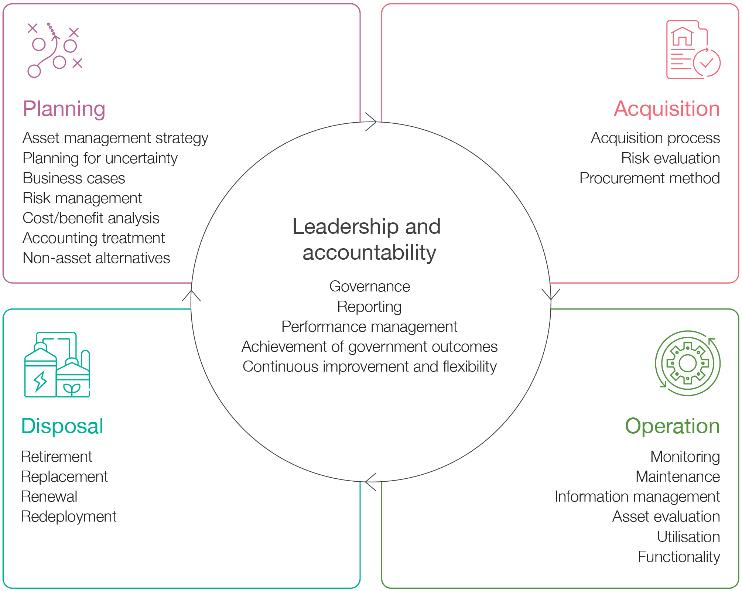 Planning
Asset management strategy
Planning for uncertainty
Business cases
Risk management
Cost/benefit analysis
Accounting treatment
Non-asset alternatives
Acquisition
Acquisition process
Risk evaluation
Procurement method
Leadership and
accountability
Governance
Reporting
Performance management
Achievement of government outcomes
Continuous improvement and flexibility
Disposal
Retirement
Replacement
Renewal
Redeployment
Operation
Monitoring
Maintenance
Information management
Asset evaluation
Utilisation
Functionality